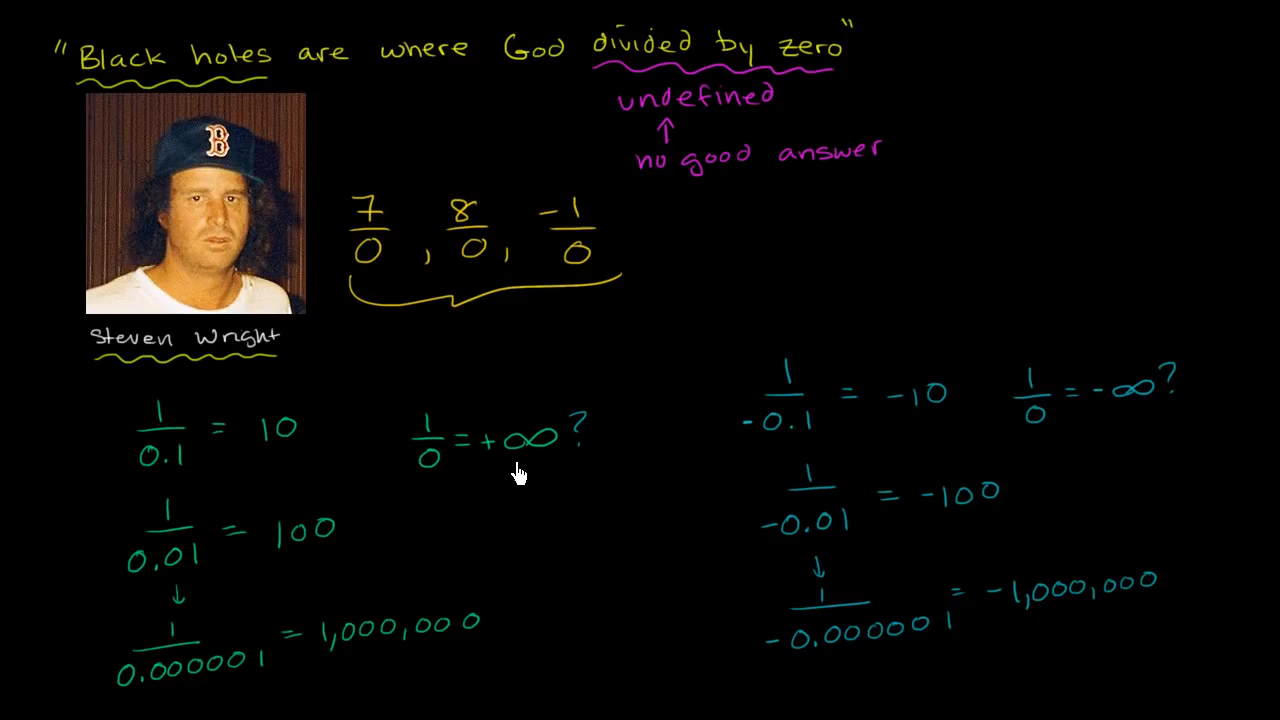 "Black holes are where God divided by zero"
undefined
↑
no good answer
B
7/0 , 8/0, -1/0
Steven Wright
1/0.1 = 10
1/0 = +∞?
1/0.01 = 100
↓
1/0.000001 = 1,000,000
1/-0.1 = -10
1/0 = -∞?
1/-0.01 = -100
↓
1/-0.000001 = -1,000,000